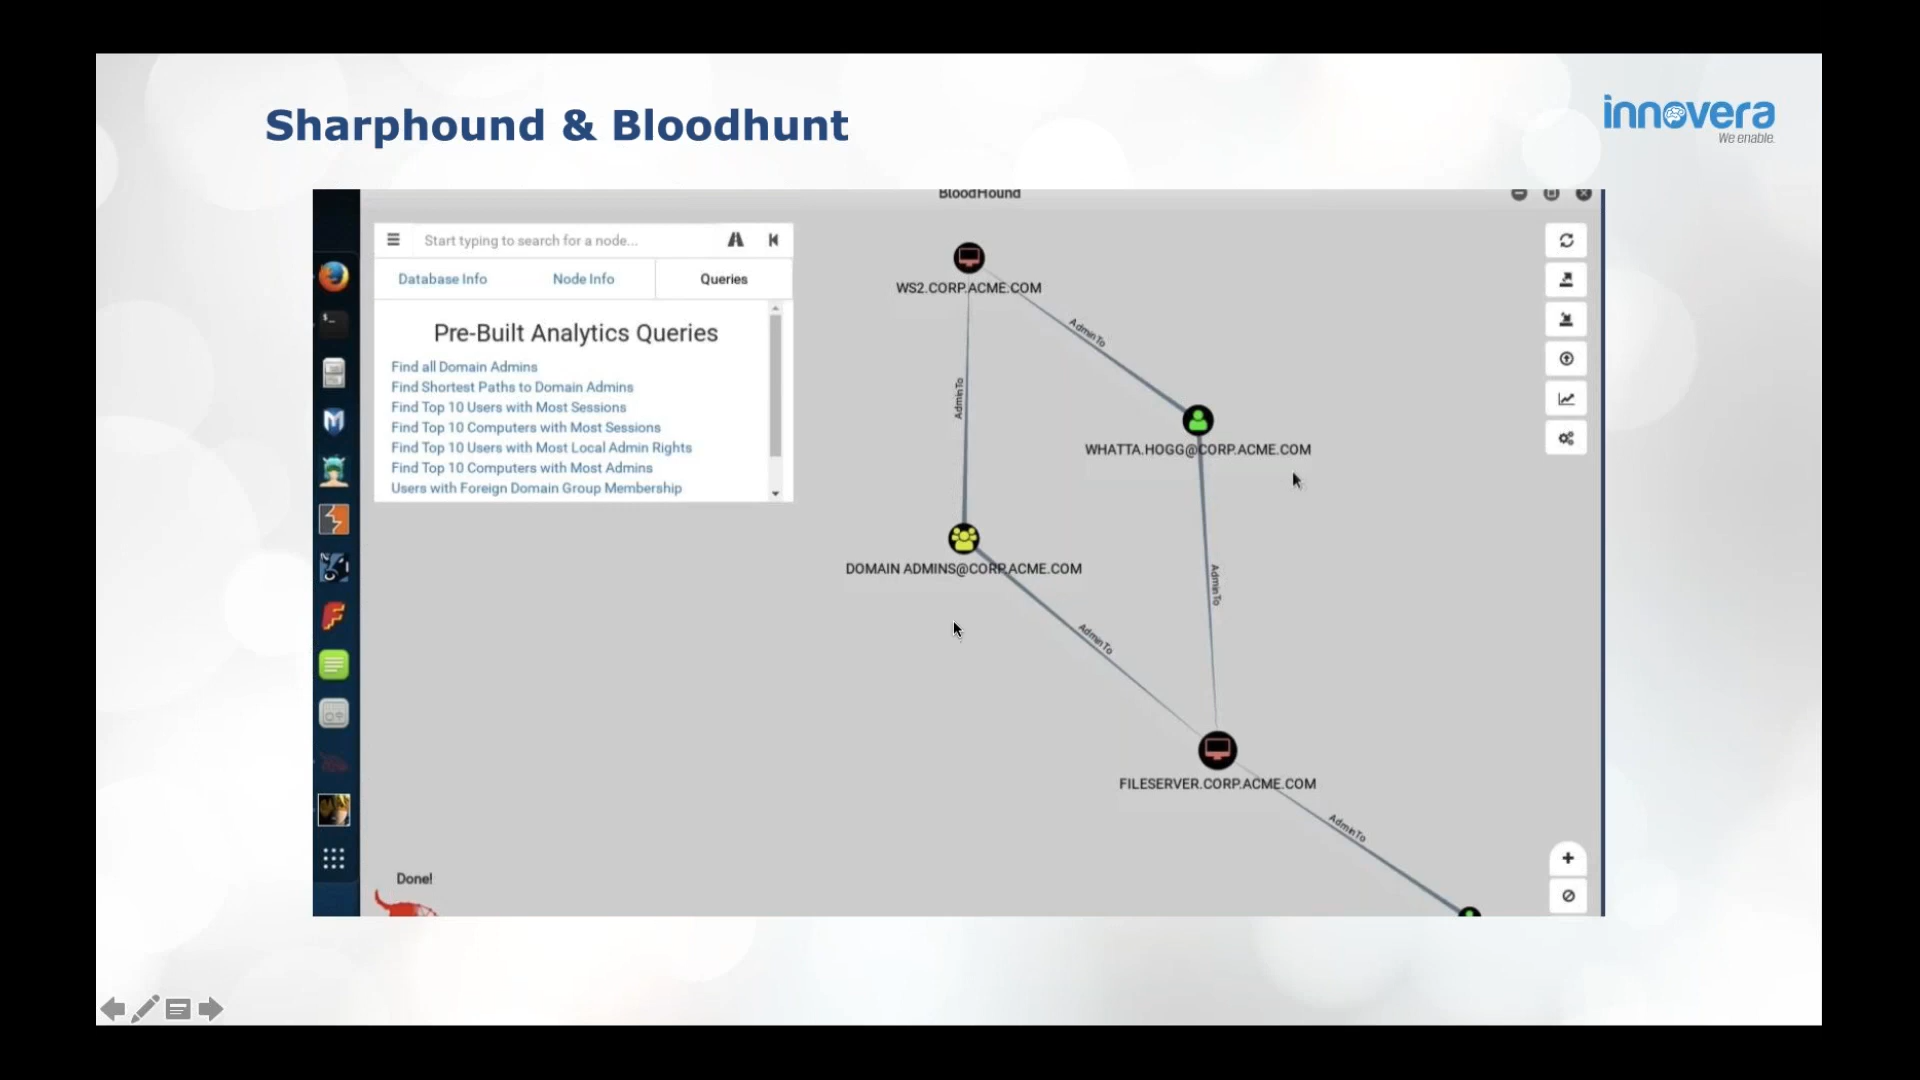 Sharphound & Bloodhunt
innovera
We enable.
BloodHound
Start typing to search for a node...
Database Info
Node Info
Queries
Pre-Built Analytics Queries
Find all Domain Admins
Find Shortest Paths to Domain Admins
Find Top 10 Users with Most Sessions
Find Top 10 Computers with Most Sessions
Find Top 10 Users with Most Local Admin Rights
Find Top 10 Computers with Most Admins
Users with Foreign Domain Group Membership
WS2.CORP.ACME.COM
AdminTo
AdminTo
WHATTA.HOGG@CORP.ACME.COM
DOMAIN ADMINS@CORP.ACME.COM
AdminTo
AdminTo
FILESERVER.CORP.ACME.COM
AdminTo
Done!